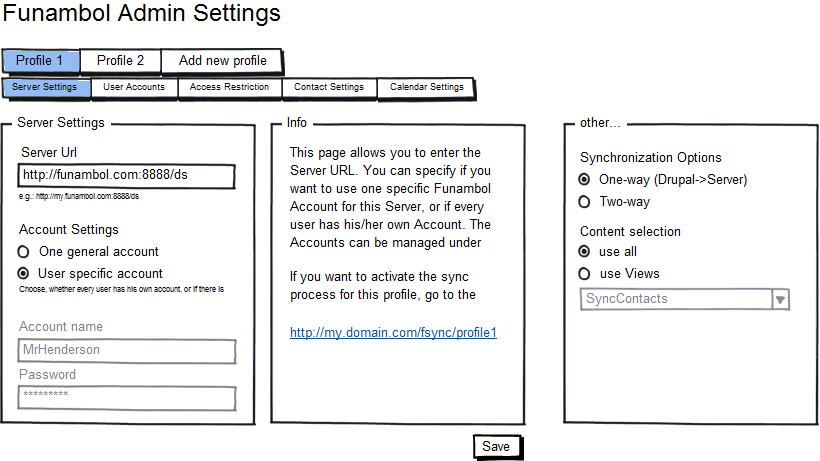 Funambol Admin Settings
Profile 1
Profile 2
Add new profile
Server Settings
User Accounts
Access Restriction
Contact Settings
Calendar Settings
Server Settings
Server Url
http://funambol.com:8888/ds
e.g.: http://my.funambol.com:8888/ds
Account Settings
One general account
User specific account
Choose, whether every user has his own account, or if there is
Account name
MrHenderson
Password
*********
Info
This page allows you to enter the
Server URL. You can specify if you
want to use one specific Funambol
Account for this Server, or if every
user has his/her own Account. The
Accounts can be managed under
If you want to activate the sync
process for this profile, go to the
http://my.domain.com/fsync/profile1
other...
Synchronization Options
One-way (Drupal->Server)
Two-way
Content selection
use all
use Views
SyncContacts
Save